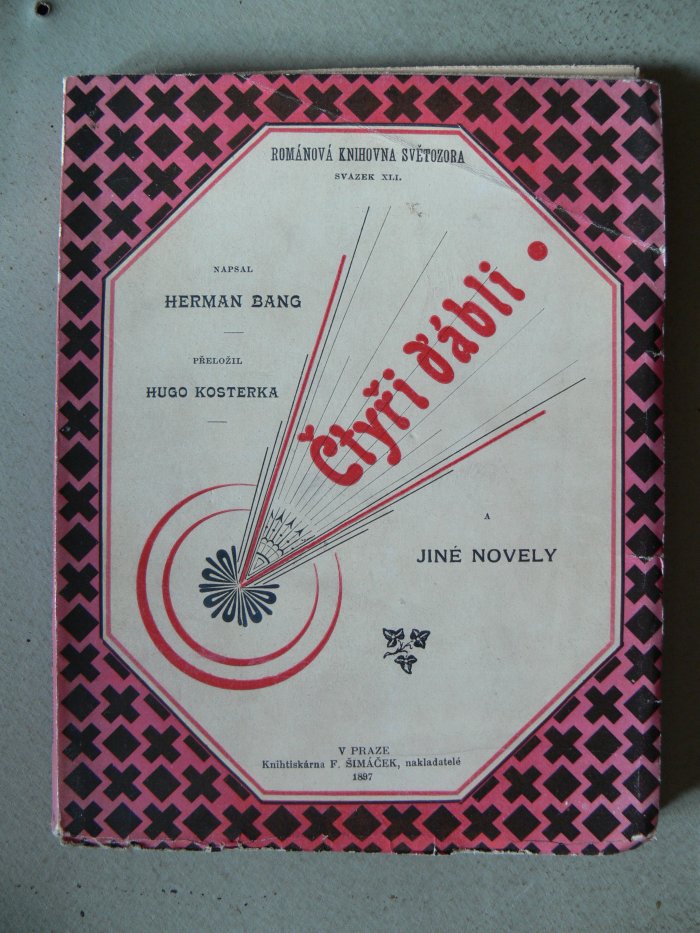 ROMÁNOVÁ KNIHOVNA SVĚTOZORA
SVAZEK XLI.
NAPSAL
HERMAN BANG
PŘELOŽIL
HUGO KOSTERKA
Čtyři ďábli
A
JINÉ NOVELY
V PRAZE
Knihtiskárna F. ŠIMÁČEK, nakladatelé
1897